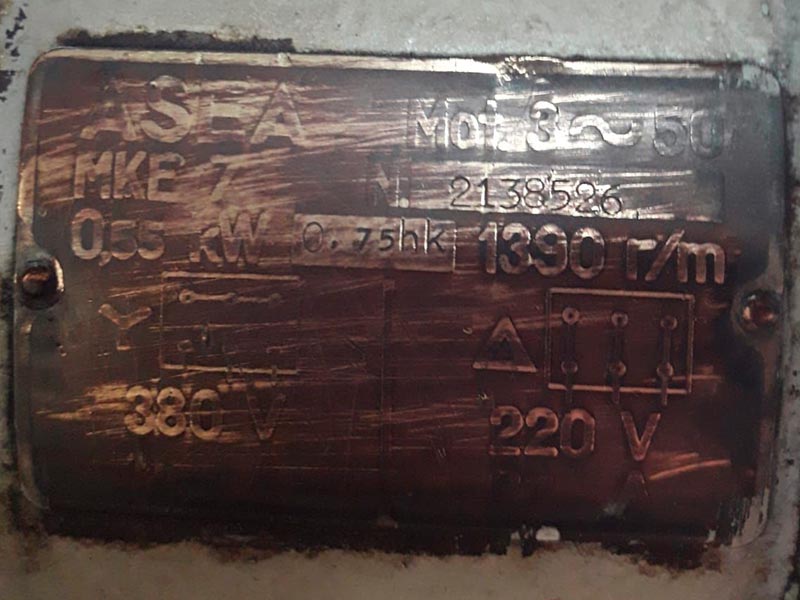 ASEA Mot. 3~50
MKE 7 N. 2138526
0,55 kW 0.75hk 1390 r/m
Y Δ
380 V 220 V
A